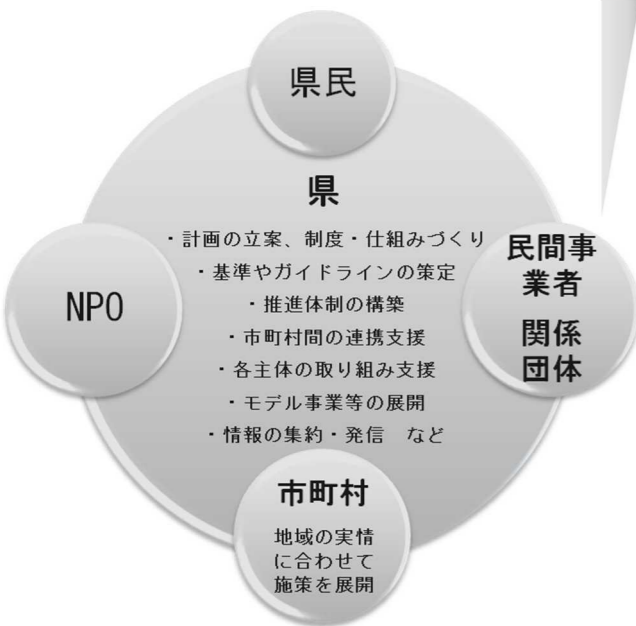 県民
県
・計画の立案、制度・仕組みづくり
・基準やガイドラインの策定
・推進体制の構築
・市町村間の連携支援
・各主体の取り組み支援
・モデル事業等の展開
・情報の集約・発信　など
NPO
民間事
業者
関係
団体
市町村
地域の実情
に合わせて
施策を展開